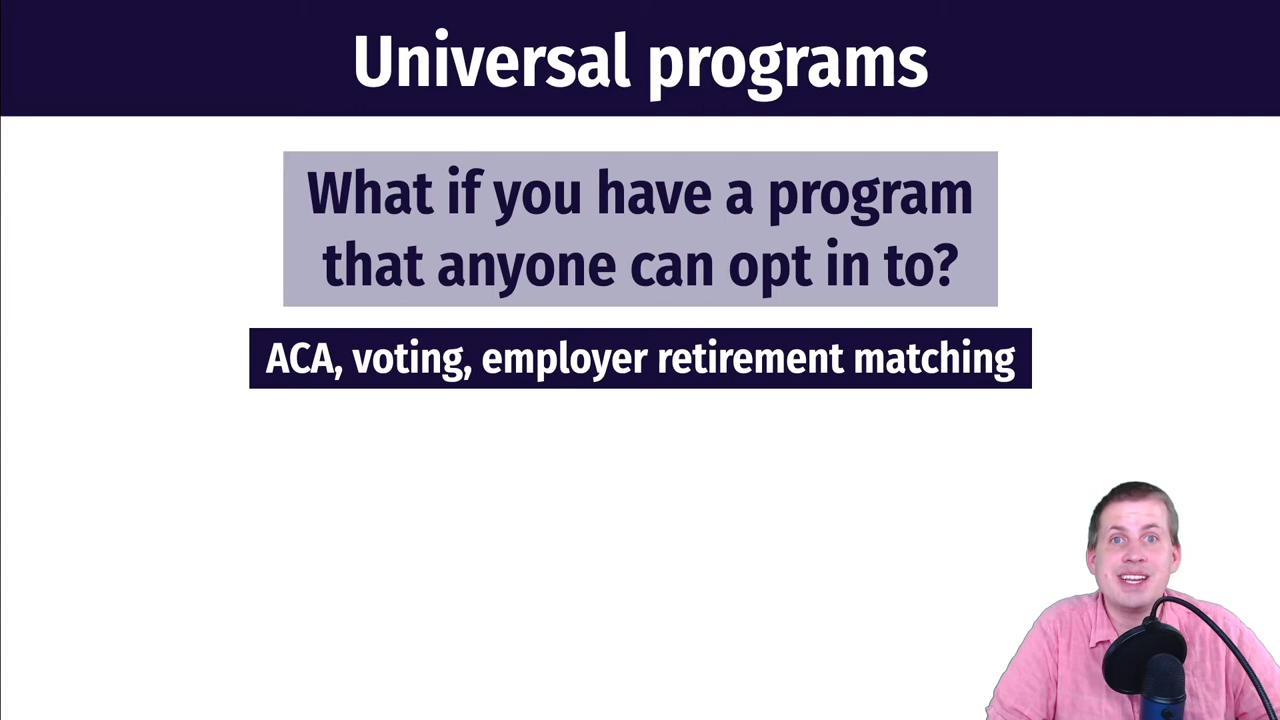 Universal programs
What if you have a program
that anyone can opt in to?
ACA, voting, employer retirement matching